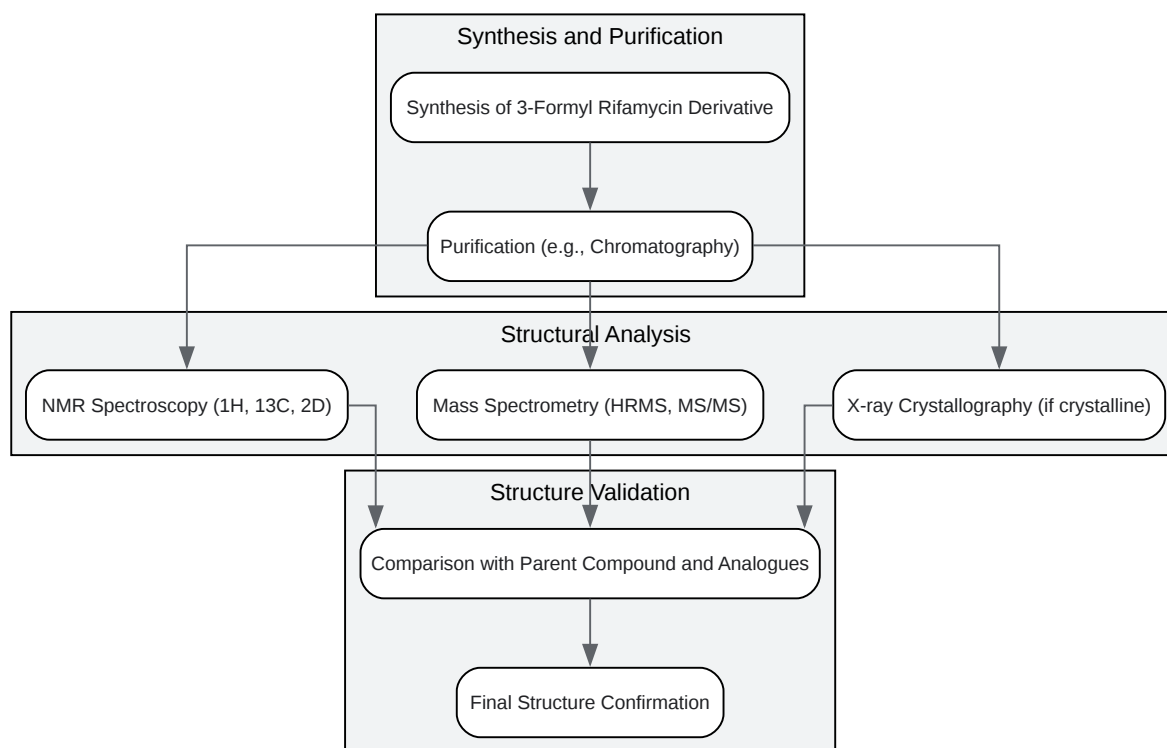 Synthesis and Purification
Synthesis of 3-Formyl Rifamycin Derivative
Purification (e.g., Chromatography)
Structural Analysis
NMR Spectroscopy (1H, 13C, 2D)
Mass Spectrometry (HRMS, MS/MS)
X-ray Crystallography (if crystalline)
Structure Validation
Comparison with Parent Compound and Analogues
Final Structure Confirmation